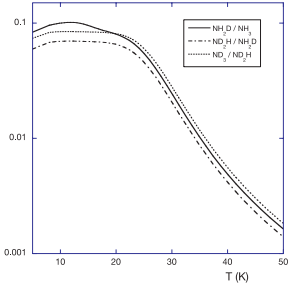 0.1
NH2D / NH3
ND2H / NH2D
ND3 / ND2H
0.01
0.001
10 20 30 40 50
T (K)